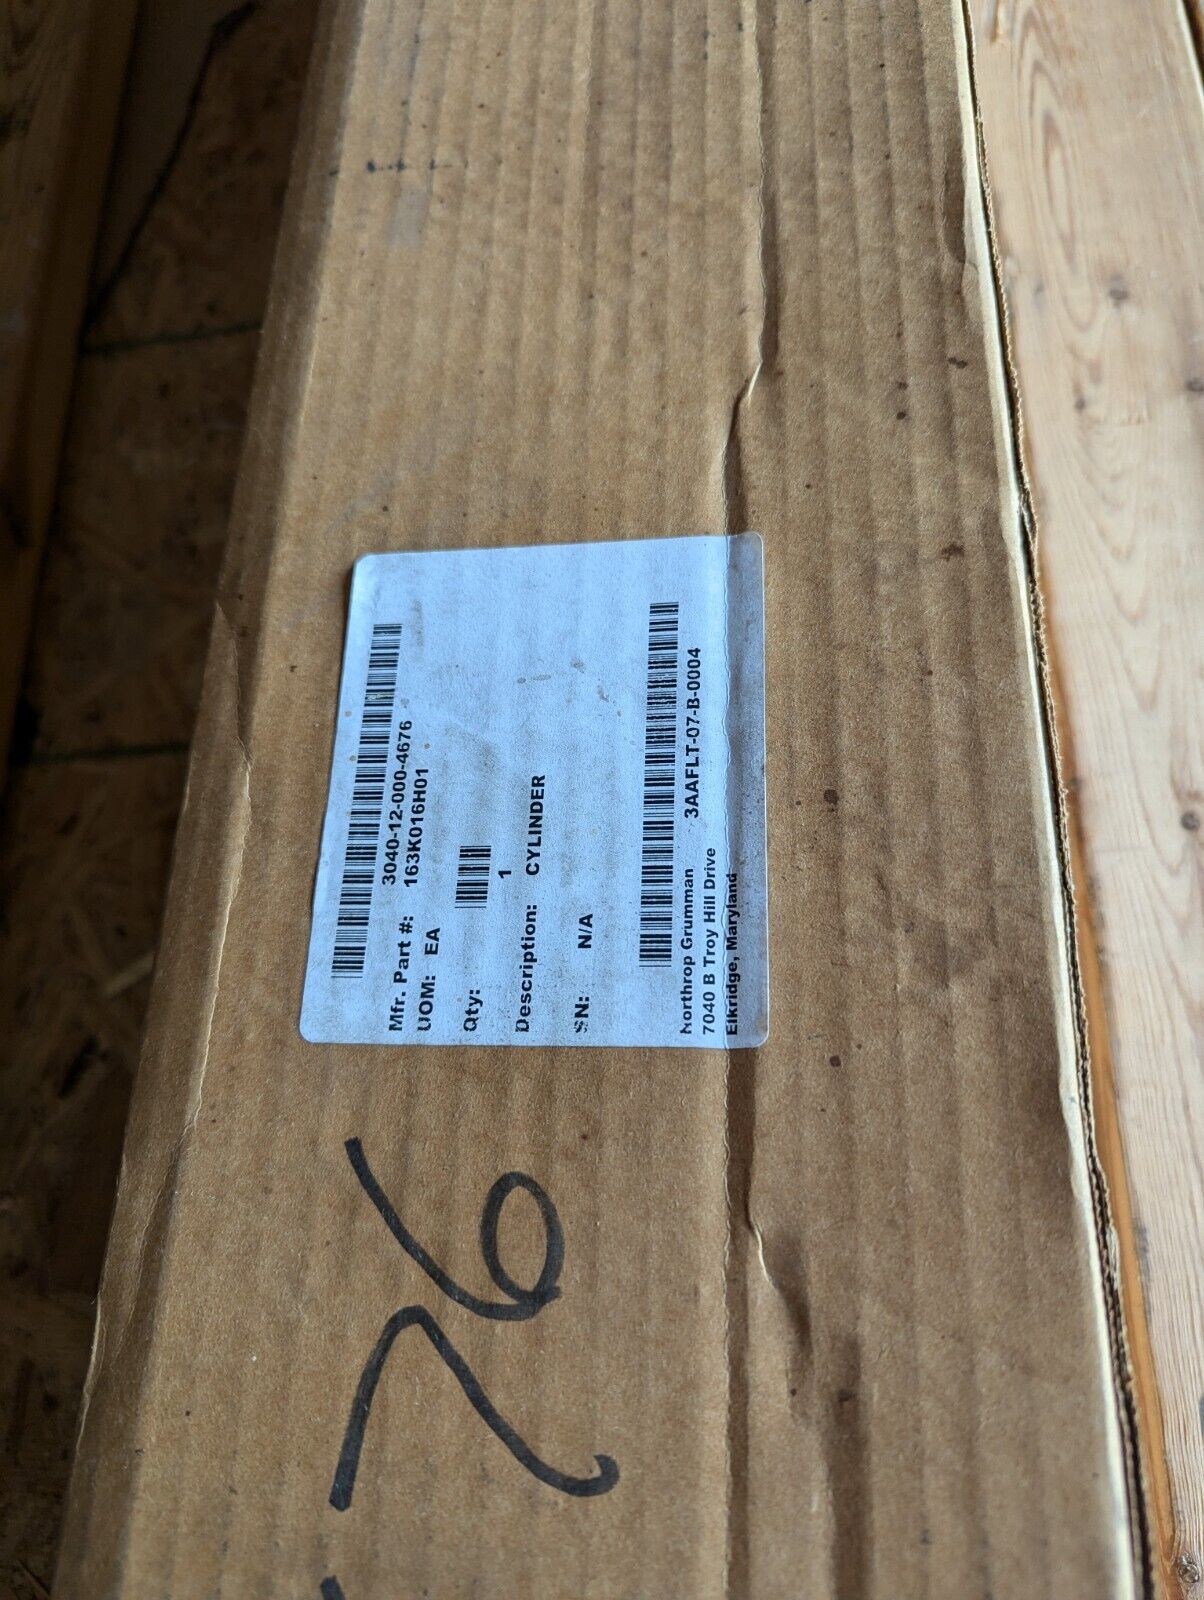 3040-12-000-4676
Mfr. Part #: 163K016H01
UOM: EA
Qty:
1
Description: CYLINDER
SN: N/A
Northrop Grumman 3AAFLT-07-B-0004
7040 B Troy Hill Drive
Elkridge, Maryland
76